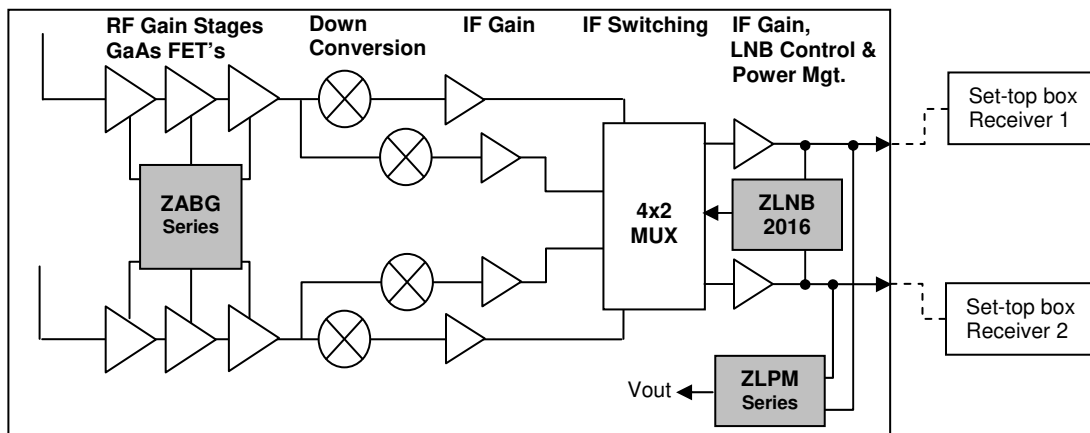 RF Gain Stages
GaAs FET's
Down
Conversion
IF Gain
IF Switching
IF Gain,
LNB Control &
Power Mgt.
Set-top box
Receiver 1
ZABG
Series
4x2
MUX
ZLNB
2016
Set-top box
Receiver 2
Vout
ZLPM
Series